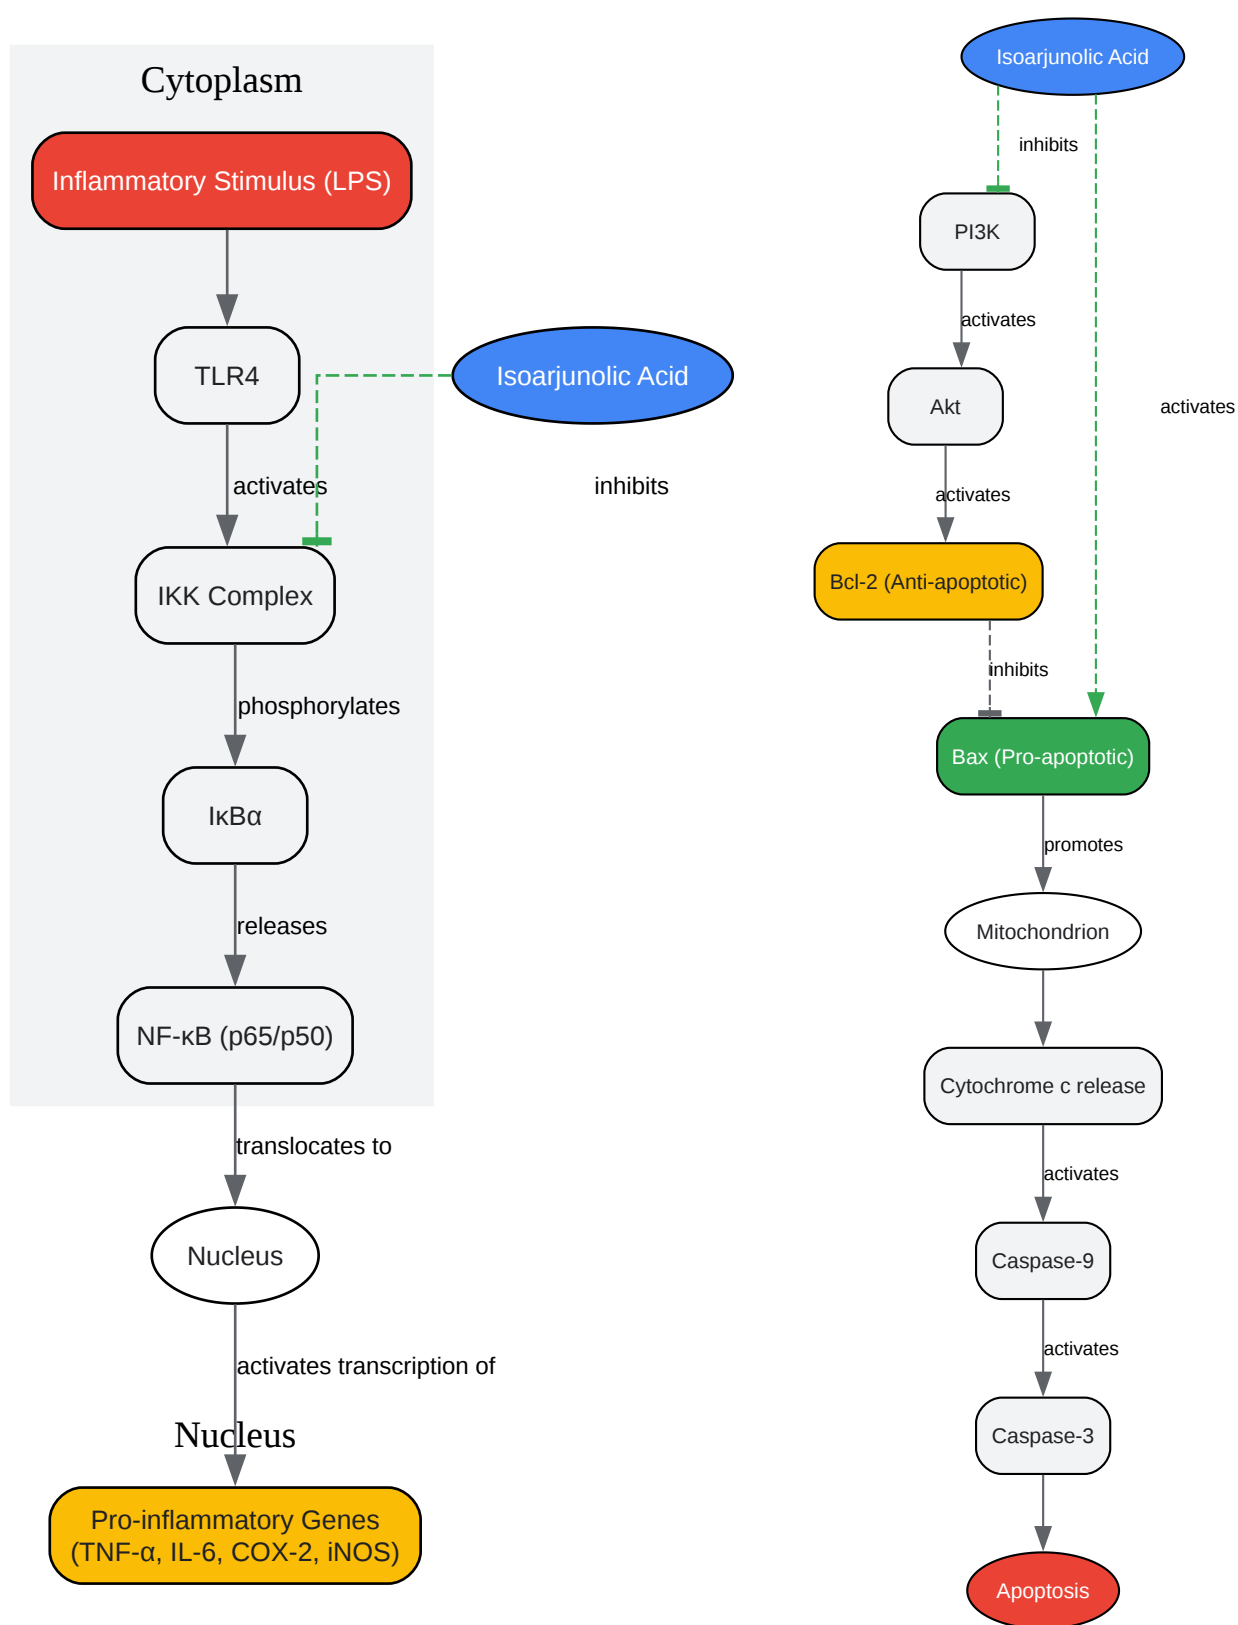 Cytoplasm
Inflammatory Stimulus (LPS)
TLR4
Isoarjunolic Acid
activates
inhibits
IKK Complex
phosphorylates
IκBα
releases
NF-κB (p65/p50)
translocates to
Nucleus
activates transcription of
Nucleus
Pro-inflammatory Genes
(TNF-α, IL-6, COX-2, iNOS)
Isoarjunolic Acid
inhibits
PI3K
activates
Akt
activates
activates
Bcl-2 (Anti-apoptotic)
inhibits
Bax (Pro-apoptotic)
promotes
Mitochondrion
Cytochrome c release
activates
Caspase-9
activates
Caspase-3
Apoptosis